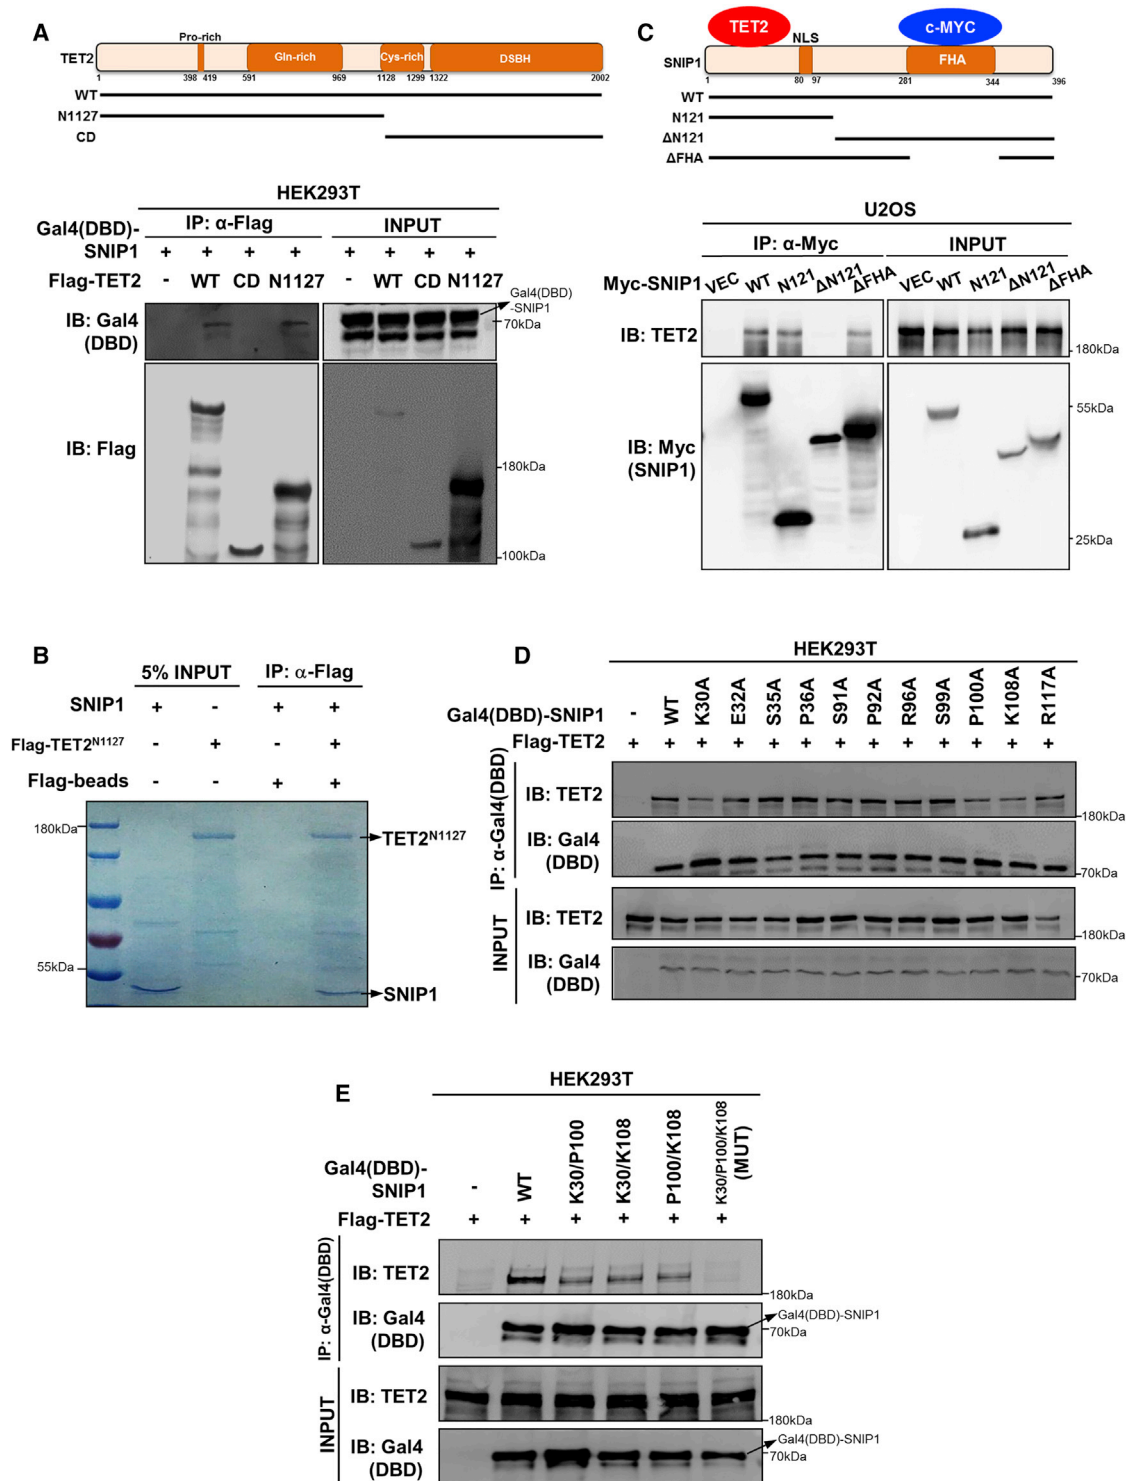 A
Pro-rich
TET2
Gln-rich
Cys-rich
DSBH
1
398
419
591
969
1128
1299
1322
2002
WT
N1127
CD
HEK293T
IP: α-Flag
INPUT
Gal4(DBD)-
SNIP1
+ + + + + + + +
Flag-TET2
- WT CD N1127 - WT CD N1127
IB: Gal4
(DBD)
Gal4(DBD)
-SNIP1
70kDa
IB: Flag
180kDa
100kDa
C
TET2
c-MYC
NLS
SNIP1
FHA
1
80
97
281
344
396
WT
N121
ΔN121
ΔFHA
U2OS
IP: α-Myc
INPUT
Myc-SNIP1
VEC WT N121 ΔN121 ΔFHA VEC WT N121 ΔN121 ΔFHA
IB: TET2
180kDa
IB: Myc
(SNIP1)
55kDa
25kDa
B
5% INPUT
IP: α-Flag
SNIP1
+ - + +
Flag-TET2N1127
- + - +
Flag-beads
- - + +
180kDa
TET2N1127
55kDa
SNIP1
D
HEK293T
Gal4(DBD)-SNIP1
- WT K30A E32A S35A P36A S91A P92A R96A S99A P100A K108A R117A
Flag-TET2
+ + + + + + + + + + + + +
IP: α-Gal4(DBD)
IB: TET2
180kDa
IB: Gal4
(DBD)
70kDa
INPUT
IB: TET2
180kDa
IB: Gal4
(DBD)
70kDa
E
HEK293T
Gal4(DBD)-
SNIP1
- WT K30/P100 K30/K108 P100/K108 K30/P100/K108
(MUT)
Flag-TET2
+ + + + + +
IP: α-Gal4(DBD)
IB: TET2
180kDa
IB: Gal4
(DBD)
Gal4(DBD)-SNIP1
70kDa
INPUT
IB: TET2
180kDa
IB: Gal4
(DBD)
Gal4(DBD)-SNIP1
70kDa